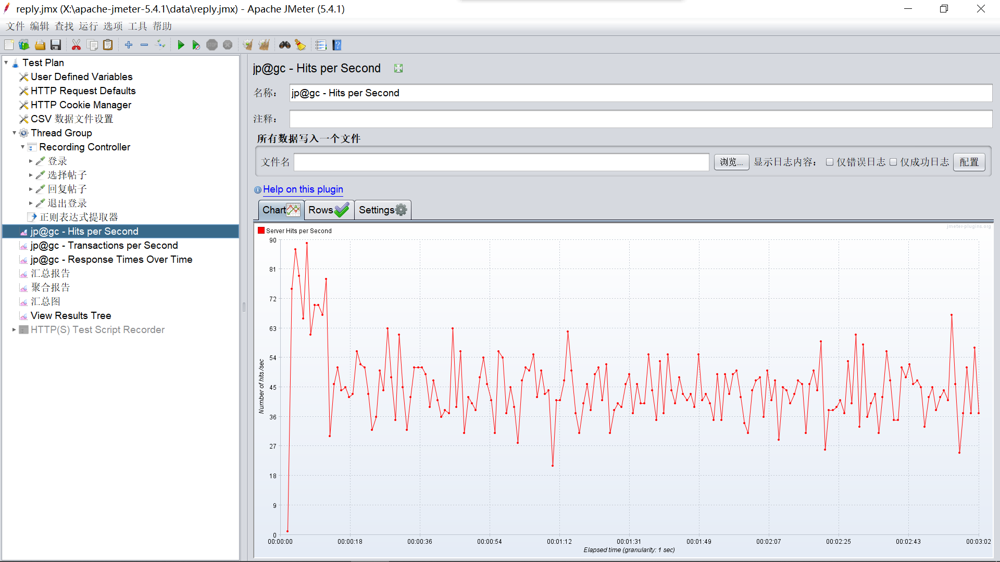 reply.jmx (X:\apache-jmeter-5.4.1\data\reply.jmx) - Apache JMeter (5.4.1)
文件 编辑 查找 运行 选项 工具 帮助
Test Plan
User Defined Variables
HTTP Request Defaults
HTTP Cookie Manager
CSV 数据文件设置
Thread Group
Recording Controller
登录
选择帖子
回复帖子
退出登录
正则表达式提取器
jp@gc - Hits per Second
jp@gc - Transactions per Second
jp@gc - Response Times Over Time
汇总报告
聚合报告
汇总图
View Results Tree
HTTP(S) Test Script Recorder
jp@gc - Hits per Second
名称： jp@gc - Hits per Second
注释：
所有数据写入一个文件
文件名 浏览... 显示日志内容： 仅错误日志 仅成功日志 配置
Help on this plugin
Chart Rows Settings
Server Hits per Second
jmeter-plugins.org
90
81
72
63
54
45
36
27
18
9
0
Number of hits/sec
00:00:00 00:00:18 00:00:36 00:00:54 00:01:12 00:01:31 00:01:49 00:02:07 00:02:25 00:02:43 00:03:02
Elapsed time (granularity: 1 sec)